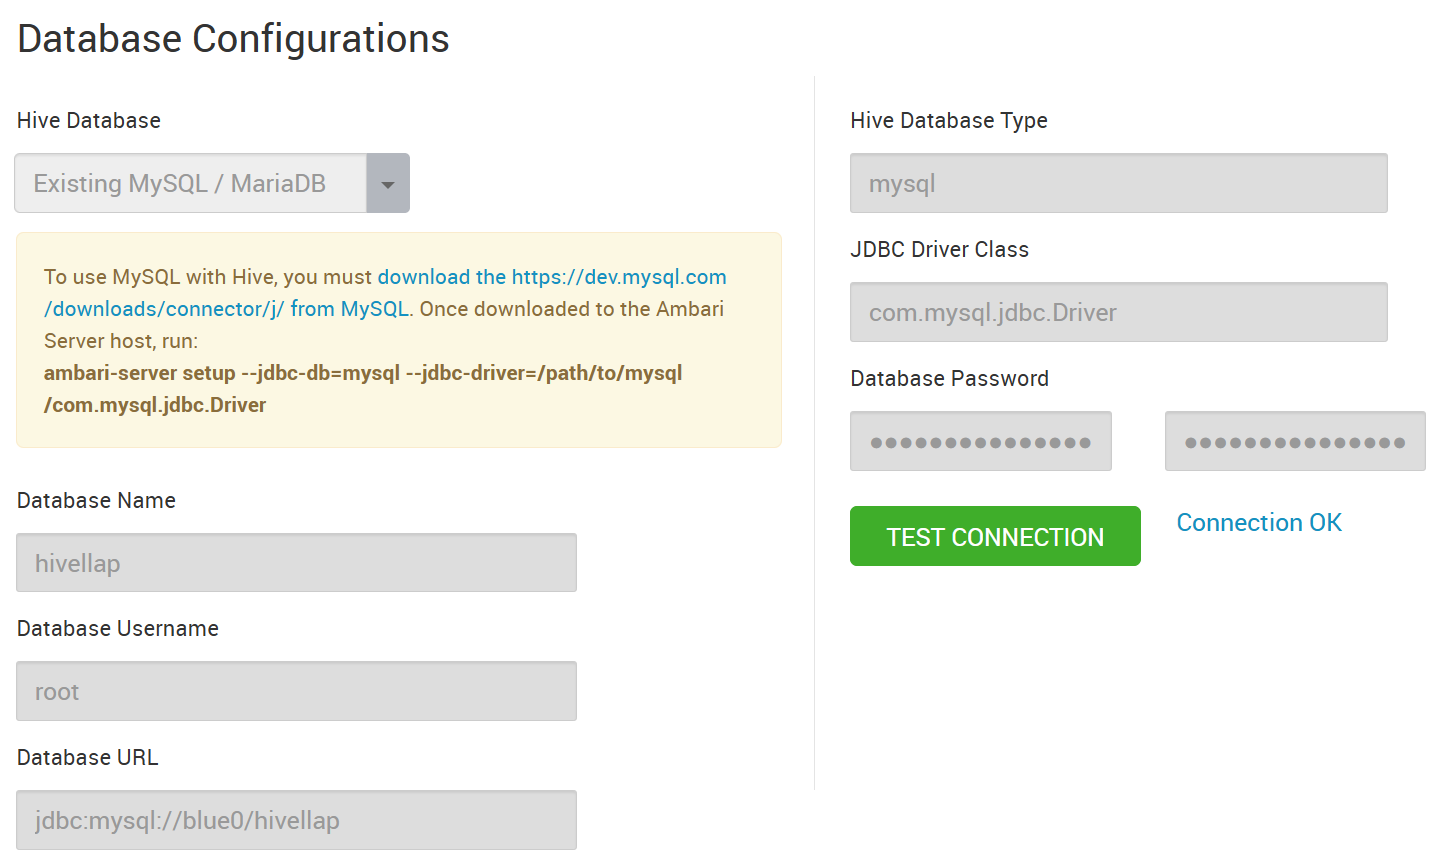 Database Configurations
Hive Database
Existing MySQL / MariaDB
To use MySQL with Hive, you must download the https://dev.mysql.com
/downloads/connector/j/ from MySQL. Once downloaded to the Ambari
Server host, run:
ambari-server setup --jdbc-db=mysql --jdbc-driver=/path/to/mysql
/com.mysql.jdbc.Driver
Database Name
hivellap
Database Username
root
Database URL
jdbc:mysql://blue0/hivellap
Hive Database Type
mysql
JDBC Driver Class
com.mysql.jdbc.Driver
Database Password
TEST CONNECTION
Connection OK